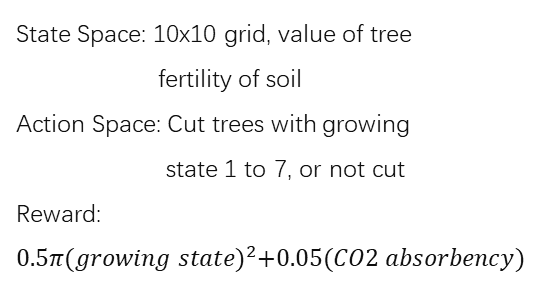 State Space: 10x10 grid, value of tree
fertility of soil
Action Space: Cut trees with growing
state 1 to 7, or not cut
Reward:
0.5π(growing state)²+0.05(CO2 absorbency)